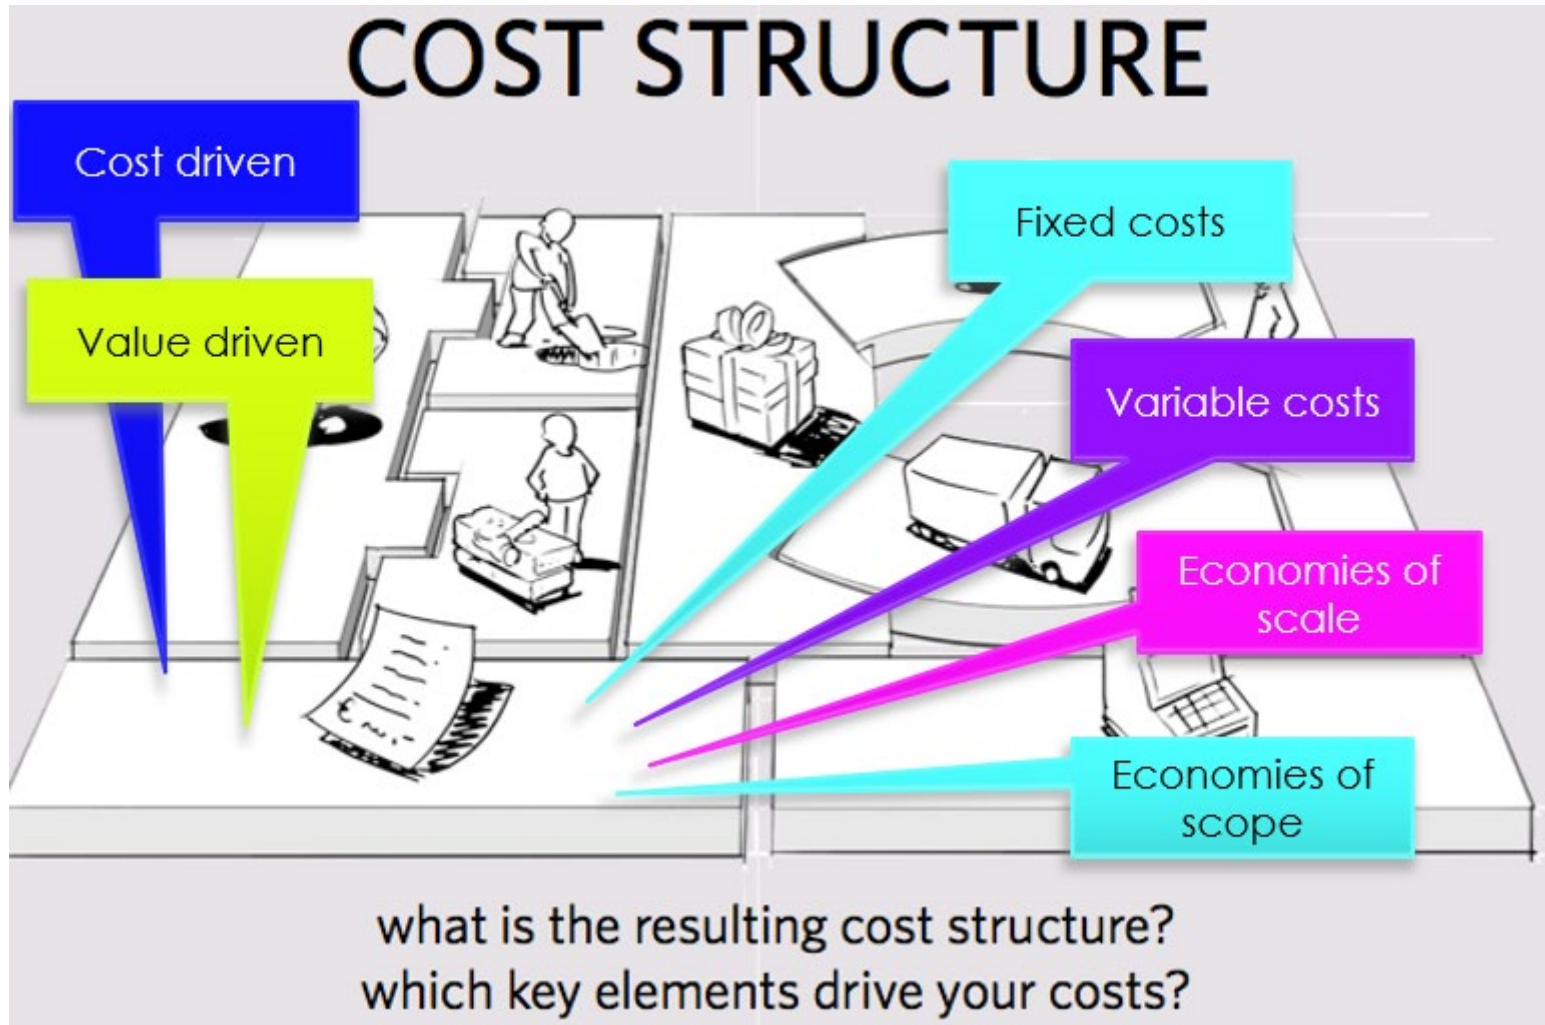 COST STRUCTURE
Cost driven
Value driven
Fixed costs
Variable costs
Economies of
scale
Economies of
scope
€
what is the resulting cost structure?
which key elements drive your costs?